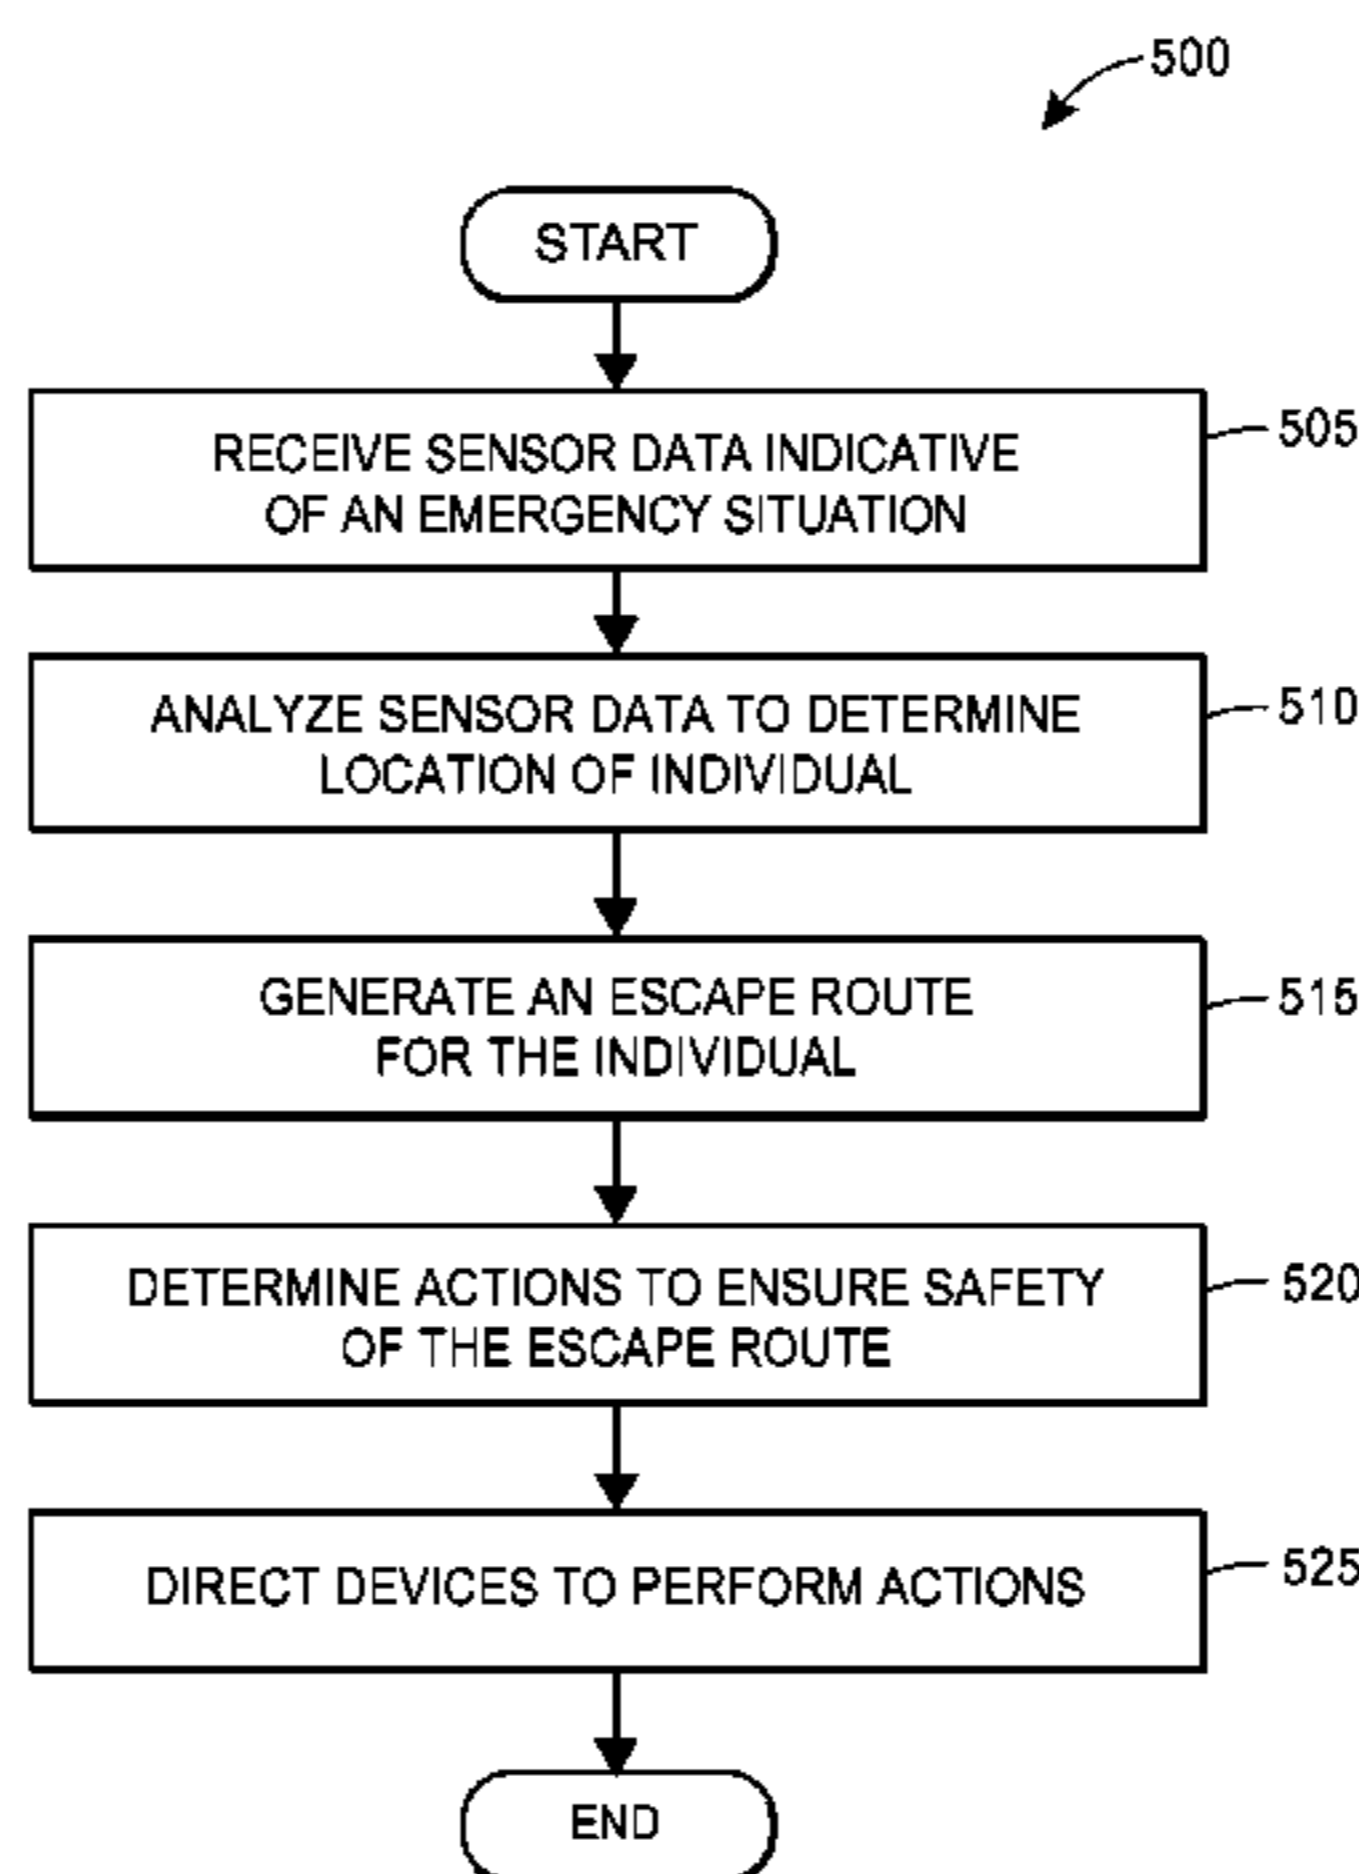 500
START
RECEIVE SENSOR DATA INDICATIVE
OF AN EMERGENCY SITUATION
505
ANALYZE SENSOR DATA TO DETERMINE
LOCATION OF INDIVIDUAL
510
GENERATE AN ESCAPE ROUTE
FOR THE INDIVIDUAL
515
DETERMINE ACTIONS TO ENSURE SAFETY
OF THE ESCAPE ROUTE
520
DIRECT DEVICES TO PERFORM ACTIONS
525
END